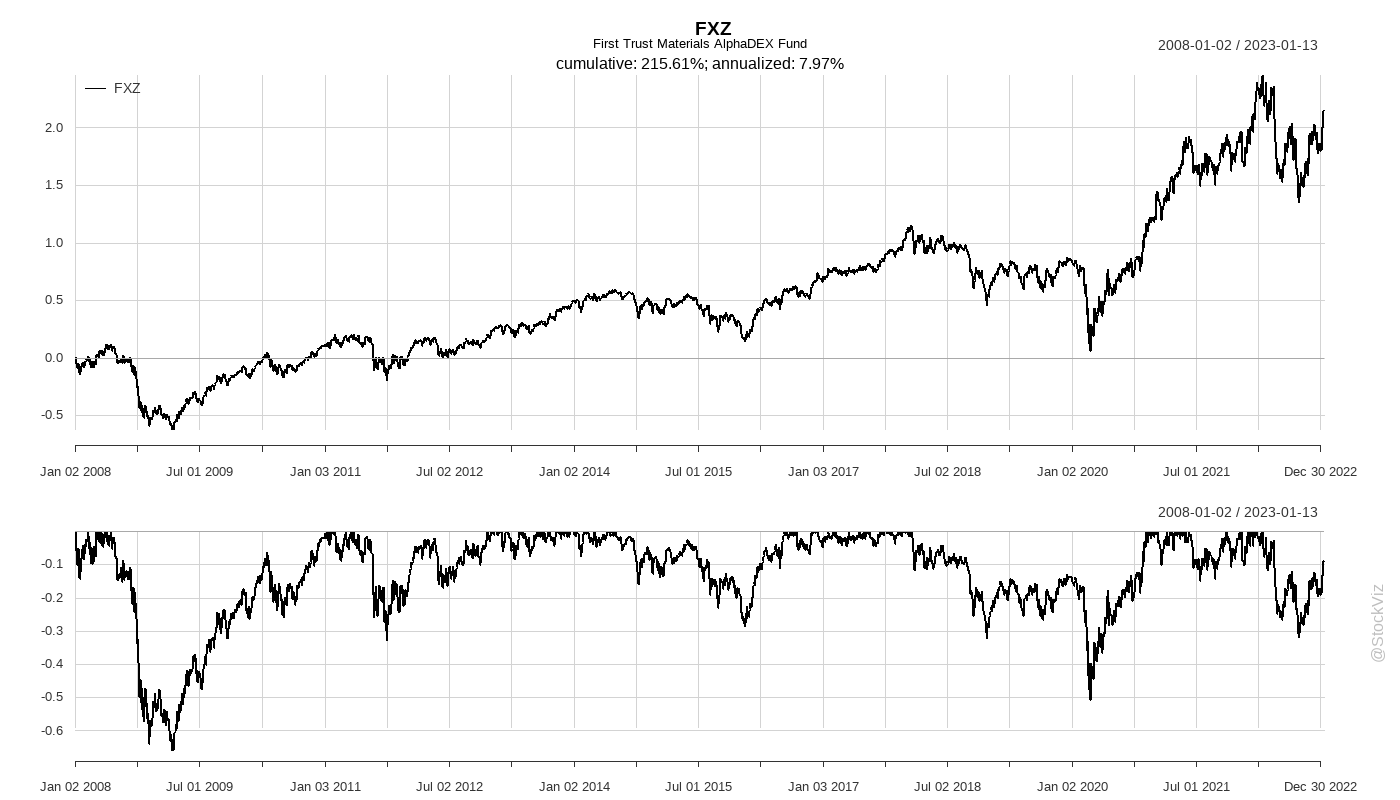 FXZ
First Trust Materials AlphaDEX Fund
cumulative: 215.61%; annualized: 7.97%
2008-01-02 / 2023-01-13
FXZ
2.0
1.5
1.0
0.5
0.0
-0.5
Jan 02 2008 Jul 01 2009 Jan 03 2011 Jul 02 2012 Jan 02 2014 Jul 01 2015 Jan 03 2017 Jul 02 2018 Jan 02 2020 Jul 01 2021 Dec 30 2022
2008-01-02 / 2023-01-13
-0.1
-0.2
-0.3
-0.4
-0.5
-0.6
Jan 02 2008 Jul 01 2009 Jan 03 2011 Jul 02 2012 Jan 02 2014 Jul 01 2015 Jan 03 2017 Jul 02 2018 Jan 02 2020 Jul 01 2021 Dec 30 2022
@StockViz